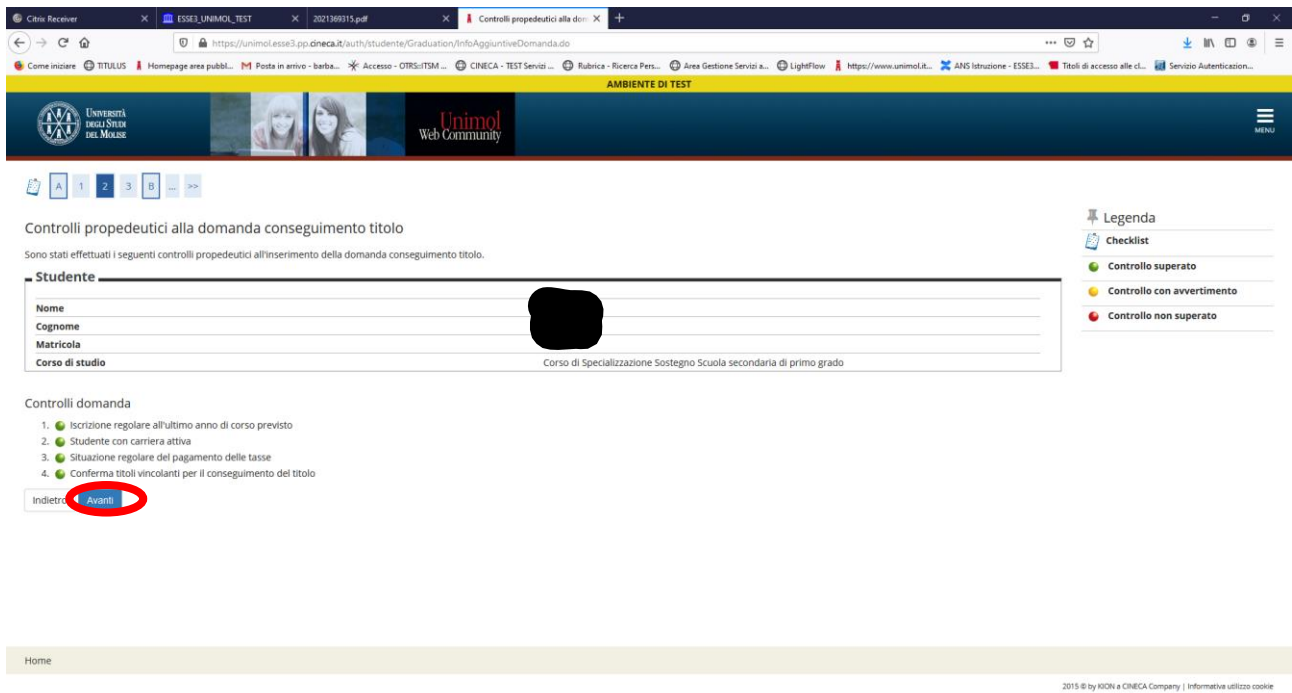 Citrix Receiver ESSE3_UNIMOL_TEST 2021369315.pdf Controlli propedeutici alla dom
https://unimol.esse3.pp.cineca.it/auth/studente/Graduation/InfoAggiuntiveDomanda.do
Come iniziare TITULUS Homepage area pubbl... Posta in arrivo - barba... Accesso - OTRS::ITSM ... CINECA - TEST Servizi ... Rubrica - Ricerca Pers... Area Gestione Servizi a... LightFlow https://www.unimol.it... ANS Istruzione - ESSE3... Titoli di accesso alle cl... Servizio Autenticazion...
AMBIENTE DI TEST
UNIVERSITÀ
DEGLI STUDI
DEL MOLISE
Unimol
Web Community
MENU
A 1 2 3 B ... >>
Controlli propedeutici alla domanda conseguimento titolo
Sono stati effettuati i seguenti controlli propedeutici all'inserimento della domanda conseguimento titolo.
Studente
Nome
Cognome
Matricola
Corso di studio Corso di Specializzazione Sostegno Scuola secondaria di primo grado
Controlli domanda
1. Iscrizione regolare all'ultimo anno di corso previsto
2. Studente con carriera attiva
3. Situazione regolare del pagamento delle tasse
4. Conferma titoli vincolanti per il conseguimento del titolo
Indietro Avanti
Legenda
Checklist
Controllo superato
Controllo con avvertimento
Controllo non superato
Home
2015 © by KION a CINECA Company | Informativa utilizzo cookie